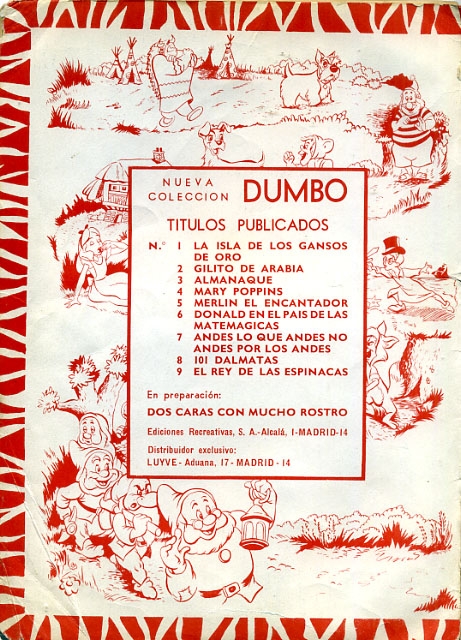 NUEVA
COLECCION DUMBO
TITULOS PUBLICADOS
N.° 1 LA ISLA DE LOS GANSOS
DE ORO
2 GILITO DE ARABIA
3 ALMANAQUE
4 MARY POPPINS
5 MERLIN EL ENCANTADOR
6 DONALD EN EL PAIS DE LAS
MATEMAGICAS
7 ANDES LO QUE ANDES NO
ANDES POR LOS ANDES
8 101 DALMATAS
9 EL REY DE LAS ESPINACAS
En preparación:
DOS CARAS CON MUCHO ROSTRO
Ediciones Recreativas, S. A.-Alcalá, 1-MADRID-14
Distribuidor exclusivo:
LUYVE - Aduana, 17 - MADRID - 14